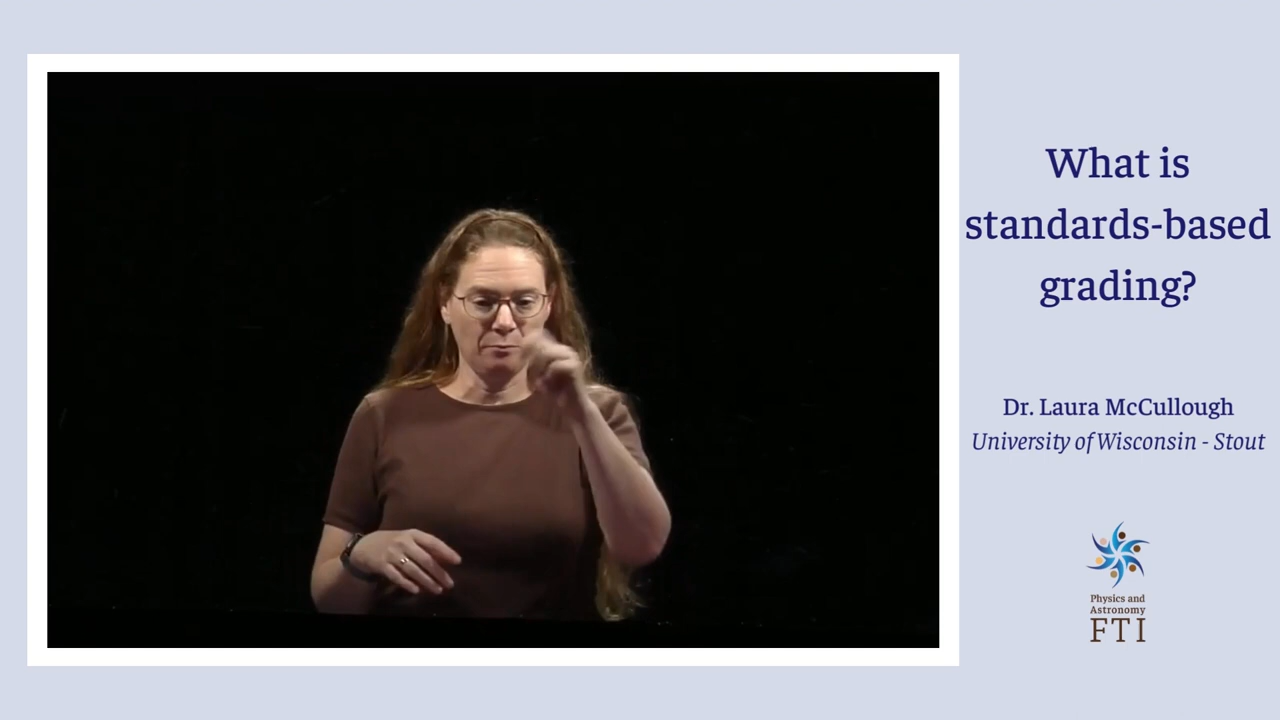 What is
standards-based
grading?
Dr. Laura McCullough
University of Wisconsin - Stout
Physics and
Astronomy
FTI